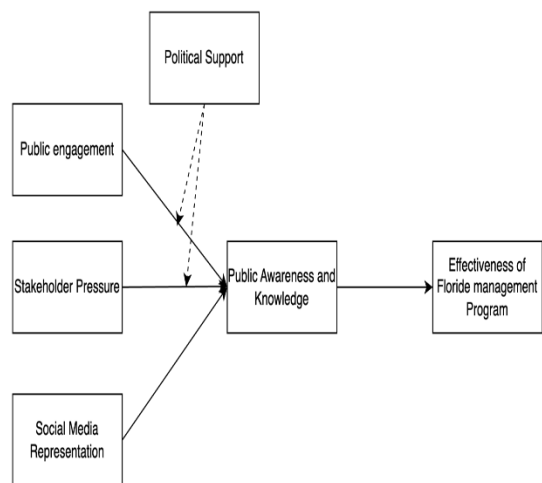 Political Support
Public engagement
Stakeholder Pressure
Public Awareness and
Knowledge
Effectiveness of
Floride management
Program
Social Media
Representation